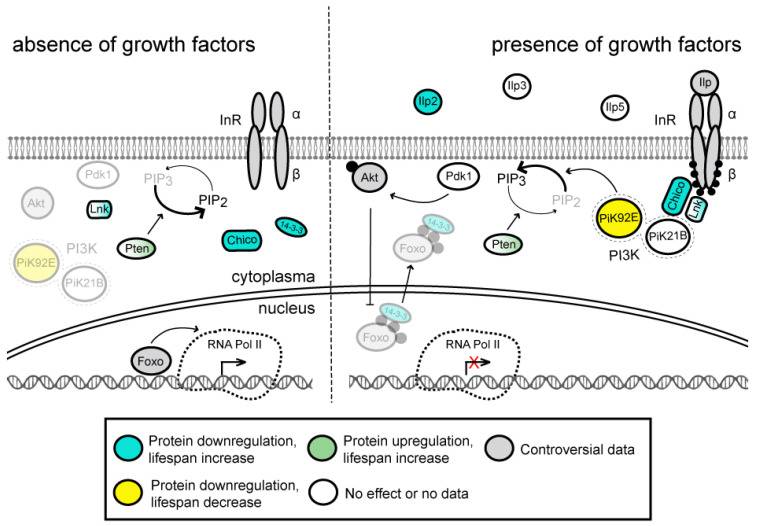 absence of growth factors
presence of growth factors
InR
α
β
Pdk1
Akt
Lnk
PIP3
PIP2
Pten
Chico
14-3-3
PiK92E
PI3K
PiK21B
Ilp2
Ilp3
Ilp5
Ilp
InR
α
β
Akt
Pdk1
PIP3
PIP2
Chico
Lnk
PiK92E
PiK21B
PI3K
Pten
14-3-3
Foxo
cytoplasma
nucleus
14-3-3
Foxo
Foxo
RNA Pol II
RNA Pol II
X
Protein downregulation,
lifespan increase
Protein upregulation,
lifespan increase
Controversial data
Protein downregulation,
lifespan decrease
No effect or no data